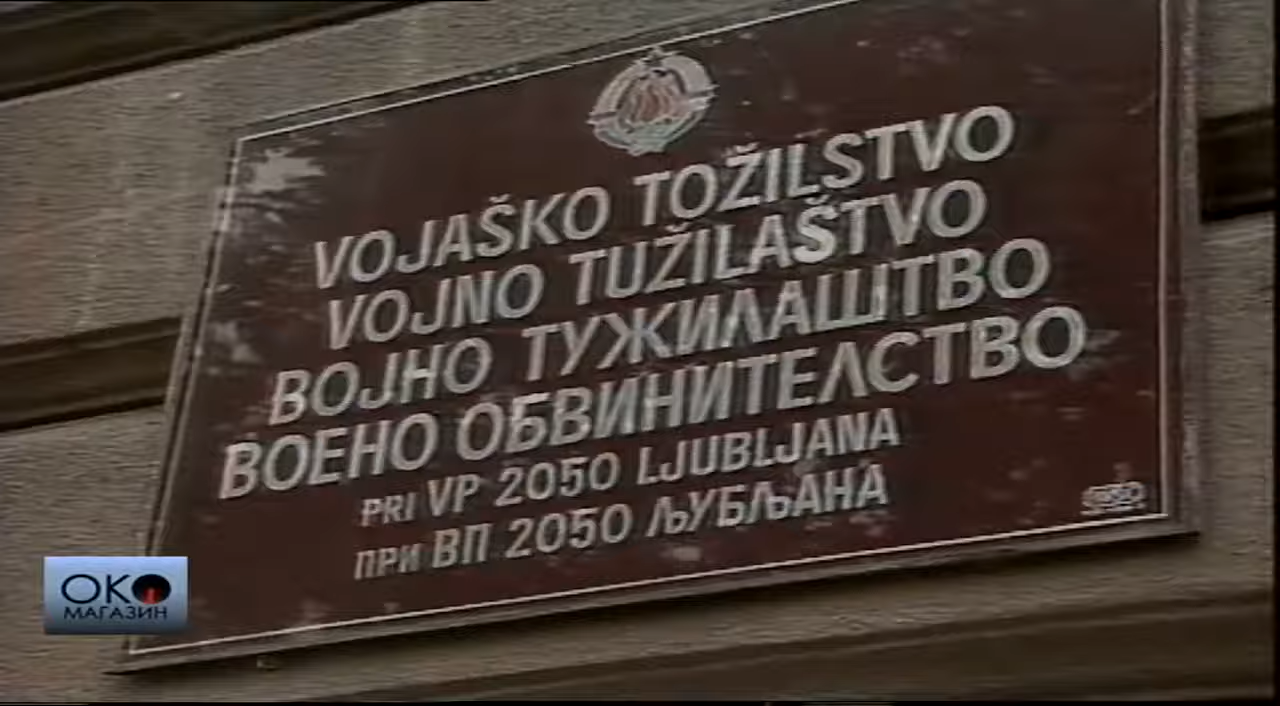 VOJAŠKO TOŽILSTVO
VOJNO TUŽILAŠTVO
ВОЈНО ТУЖИЛАШТВО
ВОЕНО ОБВИНИТЕЛСТВО
PRI VP 2050 LJUBLJANA
ПРИ ВП 2050 ЉУБЉАНА
ОКО
МАГАЗИН